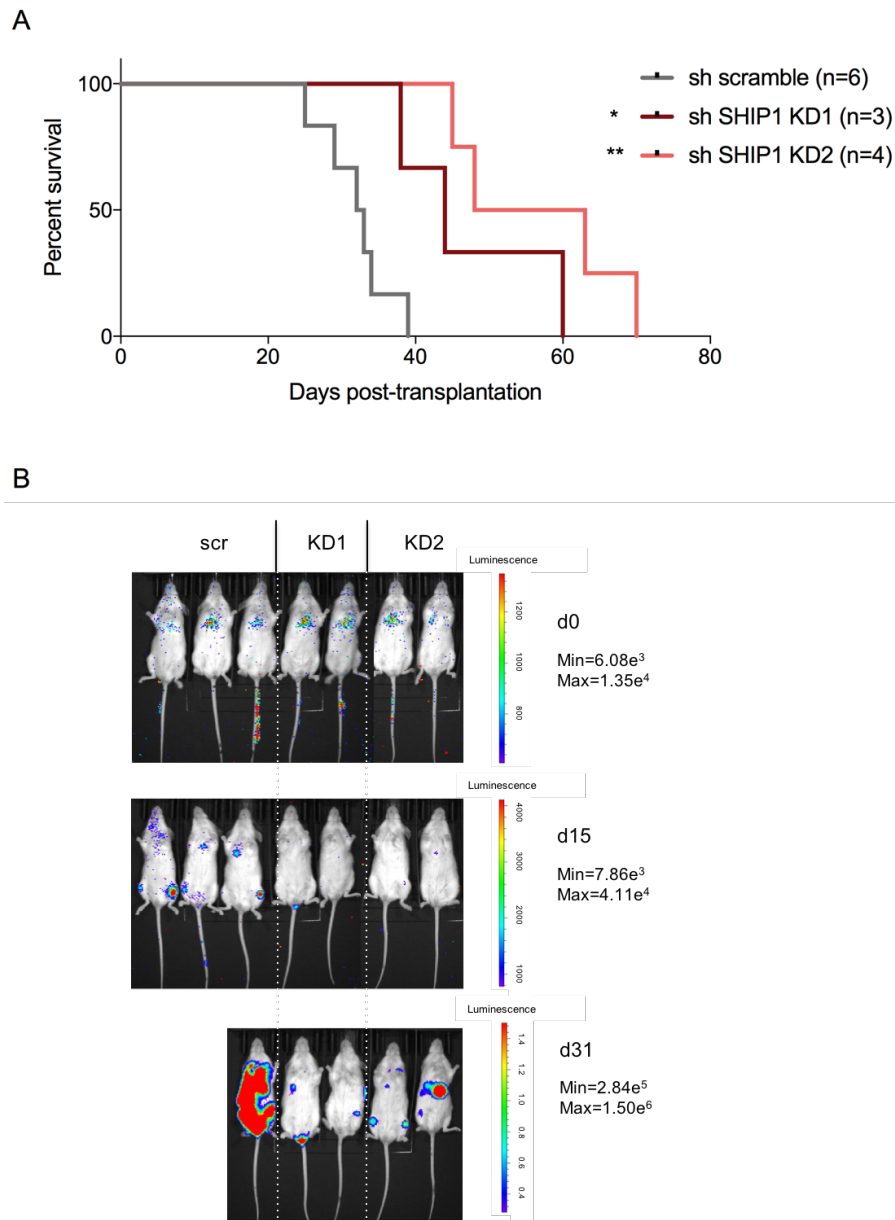 A
Percent survival
100
50
0
0 20 40 60 80
Days post-transplantation
sh scramble (n=6)
* sh SHIP1 KD1 (n=3)
** sh SHIP1 KD2 (n=4)
B
scr KD1 KD2
Luminescence
1200
1000
800
d0
Min=6.08e³
Max=1.35e⁴
Luminescence
4000
3000
2000
1000
d15
Min=7.86e³
Max=4.11e⁴
Luminescence
1.4
1.2
1.0
0.8
0.6
0.4
d31
Min=2.84e⁵
Max=1.50e⁶